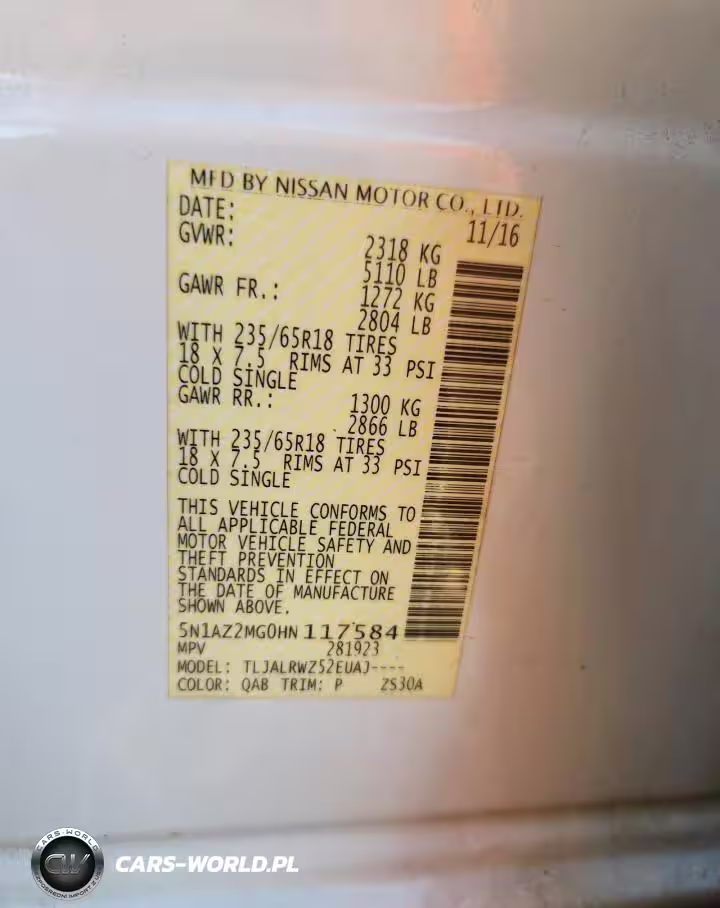 MFD BY NISSAN MOTOR CO., LTD.
DATE: 11/16
GVWR: 2318 KG
5110 LB
GAWR FR.: 1272 KG
2804 LB
WITH 235/65R18 TIRES
18 X 7.5 RIMS AT 33 PSI
COLD SINGLE
GAWR RR.: 1300 KG
2866 LB
WITH 235/65R18 TIRES
18 X 7.5 RIMS AT 33 PSI
COLD SINGLE
THIS VEHICLE CONFORMS TO
ALL APPLICABLE FEDERAL
MOTOR VEHICLE SAFETY AND
THEFT PREVENTION
STANDARDS IN EFFECT ON
THE DATE OF MANUFACTURE
SHOWN ABOVE.
5N1AZ2MG0HN117584
MPV 281923
MODEL: TLJALRWZ52EUAJ----
COLOR: QAB TRIM: P ZS30A
CARS-WORLD
CW
CARS-WORLD.PL